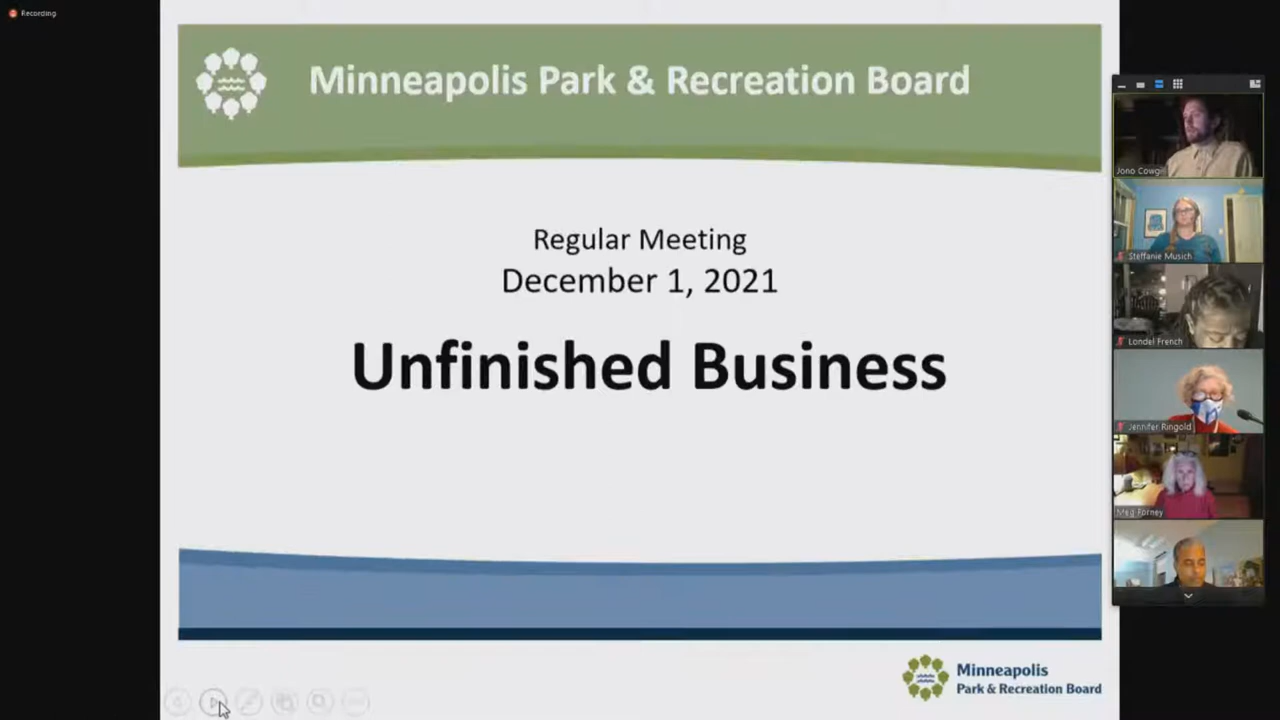 Recording
Minneapolis Park & Recreation Board
Regular Meeting
December 1, 2021
Unfinished Business
Minneapolis
Park & Recreation Board
Jono Cowgill
Steffanie Musich
Londel French
Jennifer Ringold
Meg Forney